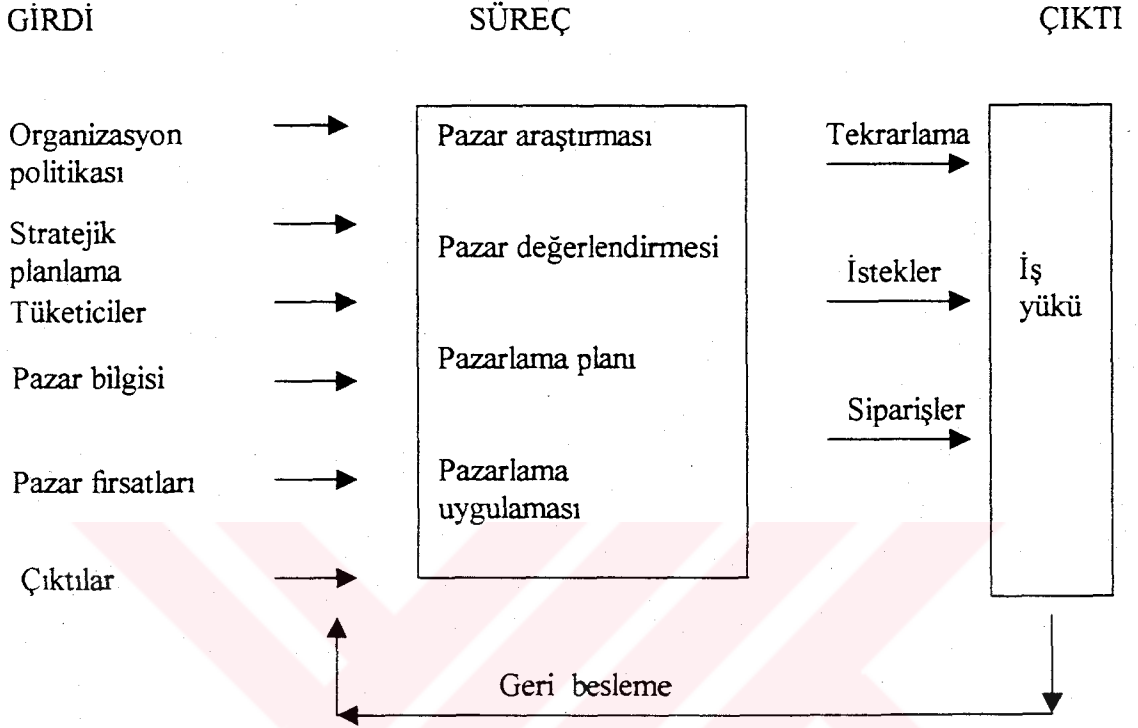 GİRDİ
SÜREÇ
ÇIKTI
Organizasyon
politikası
Stratejik
planlama
Tüketiciler
Pazar bilgisi
Pazar fırsatları
Çıktılar
Pazar araştırması
Pazar değerlendirmesi
Pazarlama planı
Pazarlama
uygulaması
Tekrarlama
İstekler
Siparişler
İş
yükü
Geri besleme